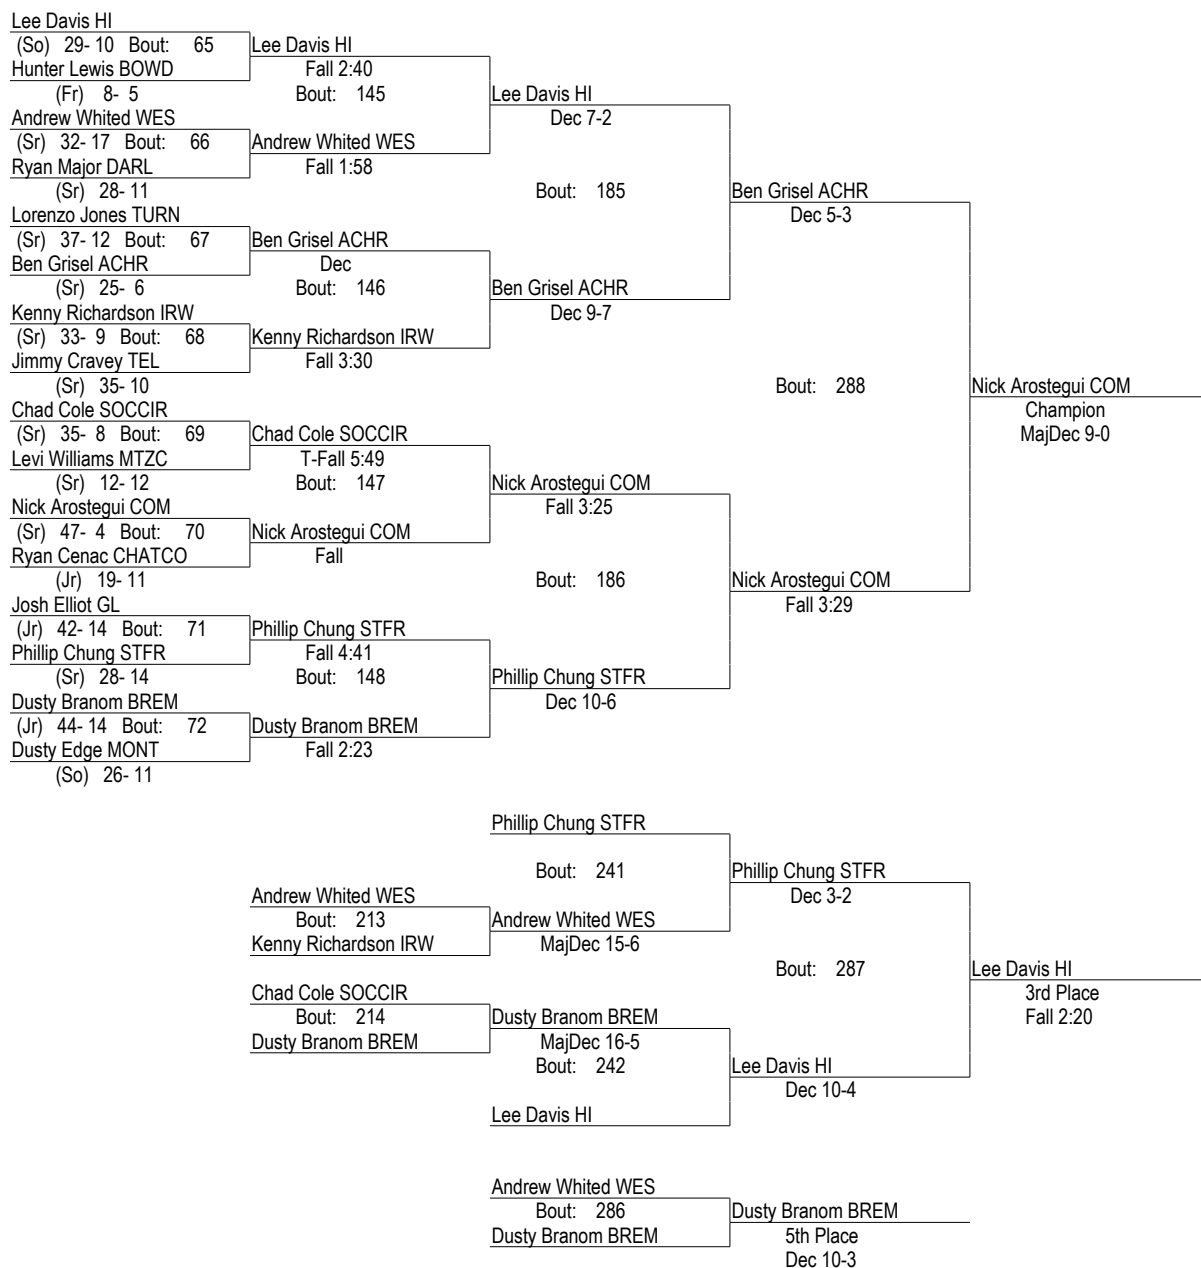 Lee Davis HI
(So) 29- 10 Bout: 65 Lee Davis HI
Hunter Lewis BOWD Fall 2:40
(Fr) 8- 5 Bout: 145 Lee Davis HI
Andrew Whited WES Dec 7-2
(Sr) 32- 17 Bout: 66 Andrew Whited WES
Ryan Major DARL Fall 1:58
(Sr) 28- 11 Bout: 185 Ben Grisel ACHR
Lorenzo Jones TURN Dec 5-3
(Sr) 37- 12 Bout: 67 Ben Grisel ACHR
Ben Grisel ACHR Dec
(Sr) 25- 6 Bout: 146 Ben Grisel ACHR
Kenny Richardson IRW Dec 9-7
(Sr) 33- 9 Bout: 68 Kenny Richardson IRW
Jimmy Cravey TEL Fall 3:30
(Sr) 35- 10 Bout: 288 Nick Arostegui COM
Chad Cole SOCCIR Champion
(Sr) 35- 8 Bout: 69 Chad Cole SOCCIR MajDec 9-0
Levi Williams MTZC T-Fall 5:49
(Sr) 12- 12 Bout: 147 Nick Arostegui COM
Nick Arostegui COM Fall 3:25
(Sr) 47- 4 Bout: 70 Nick Arostegui COM
Ryan Cenac CHATCO Fall
(Jr) 19- 11 Bout: 186 Nick Arostegui COM
Josh Elliot GL Fall 3:29
(Jr) 42- 14 Bout: 71 Phillip Chung STFR
Phillip Chung STFR Fall 4:41
(Sr) 28- 14 Bout: 148 Phillip Chung STFR
Dusty Branom BREM Dec 10-6
(Jr) 44- 14 Bout: 72 Dusty Branom BREM
Dusty Edge MONT Fall 2:23
(So) 26- 11
Phillip Chung STFR
Bout: 241 Phillip Chung STFR
Andrew Whited WES Dec 3-2
Bout: 213 Andrew Whited WES
Kenny Richardson IRW MajDec 15-6
Bout: 287 Lee Davis HI
Chad Cole SOCCIR 3rd Place
Bout: 214 Dusty Branom BREM Fall 2:20
Dusty Branom BREM MajDec 16-5
Bout: 242 Lee Davis HI
Dec 10-4
Lee Davis HI
Andrew Whited WES
Bout: 286 Dusty Branom BREM
Dusty Branom BREM 5th Place
Dec 10-3